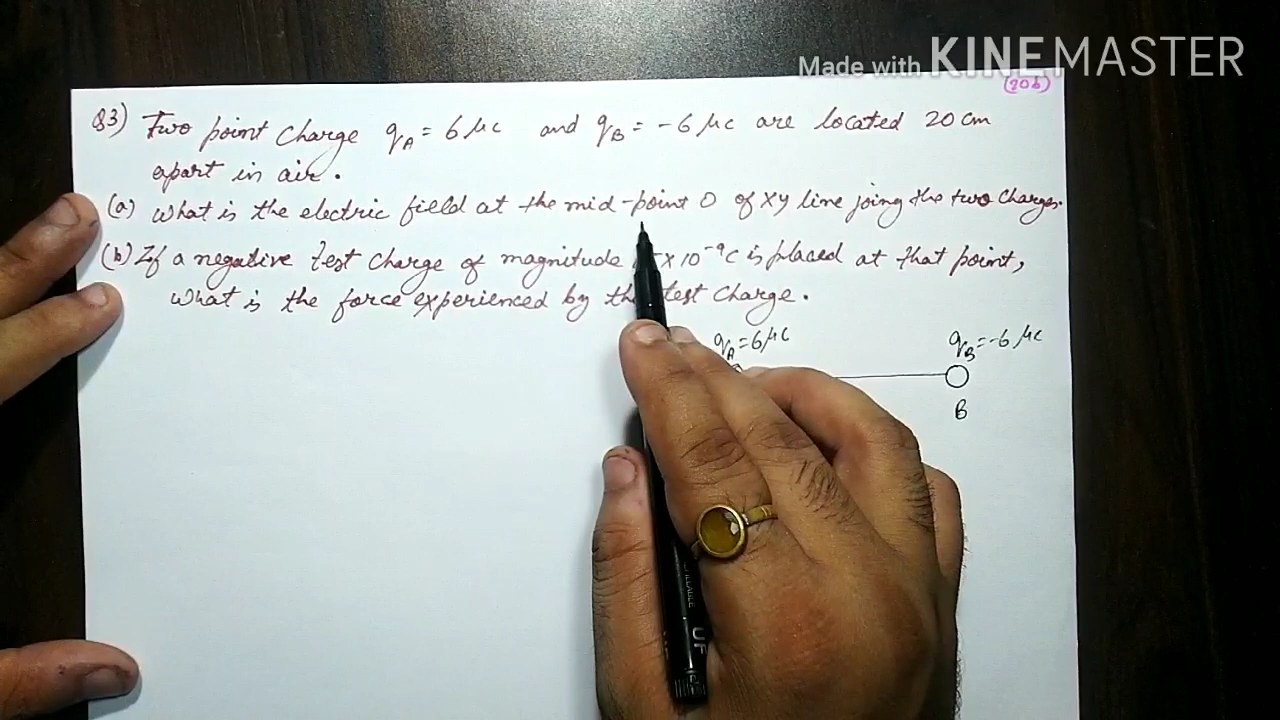 Made with KINEMASTER
(206)
Q3) Two point charge qA = 6 μc and qB = -6 μc are located 20 cm
apart in air.
(a) What is the electric field at the mid-point O of XY line joing the two charges.
(b) If a negative test charge of magnitude × 10⁻⁹c is placed at that point,
What is the force experienced by the test charge.
qA = 6 μc
qB = -6 μc
B